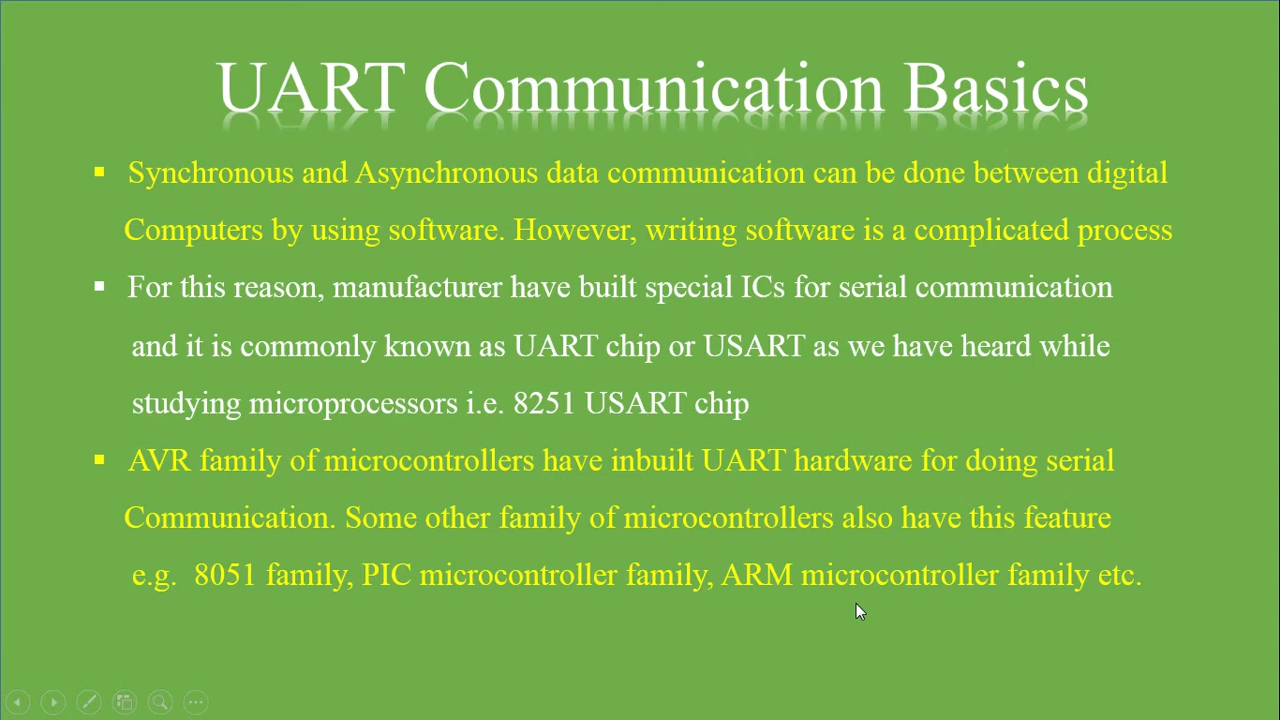 UART Communication Basics
▪ Synchronous and Asynchronous data communication can be done between digital
Computers by using software. However, writing software is a complicated process
▪ For this reason, manufacturer have built special ICs for serial communication
and it is commonly known as UART chip or USART as we have heard while
studying microprocessors i.e. 8251 USART chip
▪ AVR family of microcontrollers have inbuilt UART hardware for doing serial
Communication. Some other family of microcontrollers also have this feature
e.g. 8051 family, PIC microcontroller family, ARM microcontroller family etc.